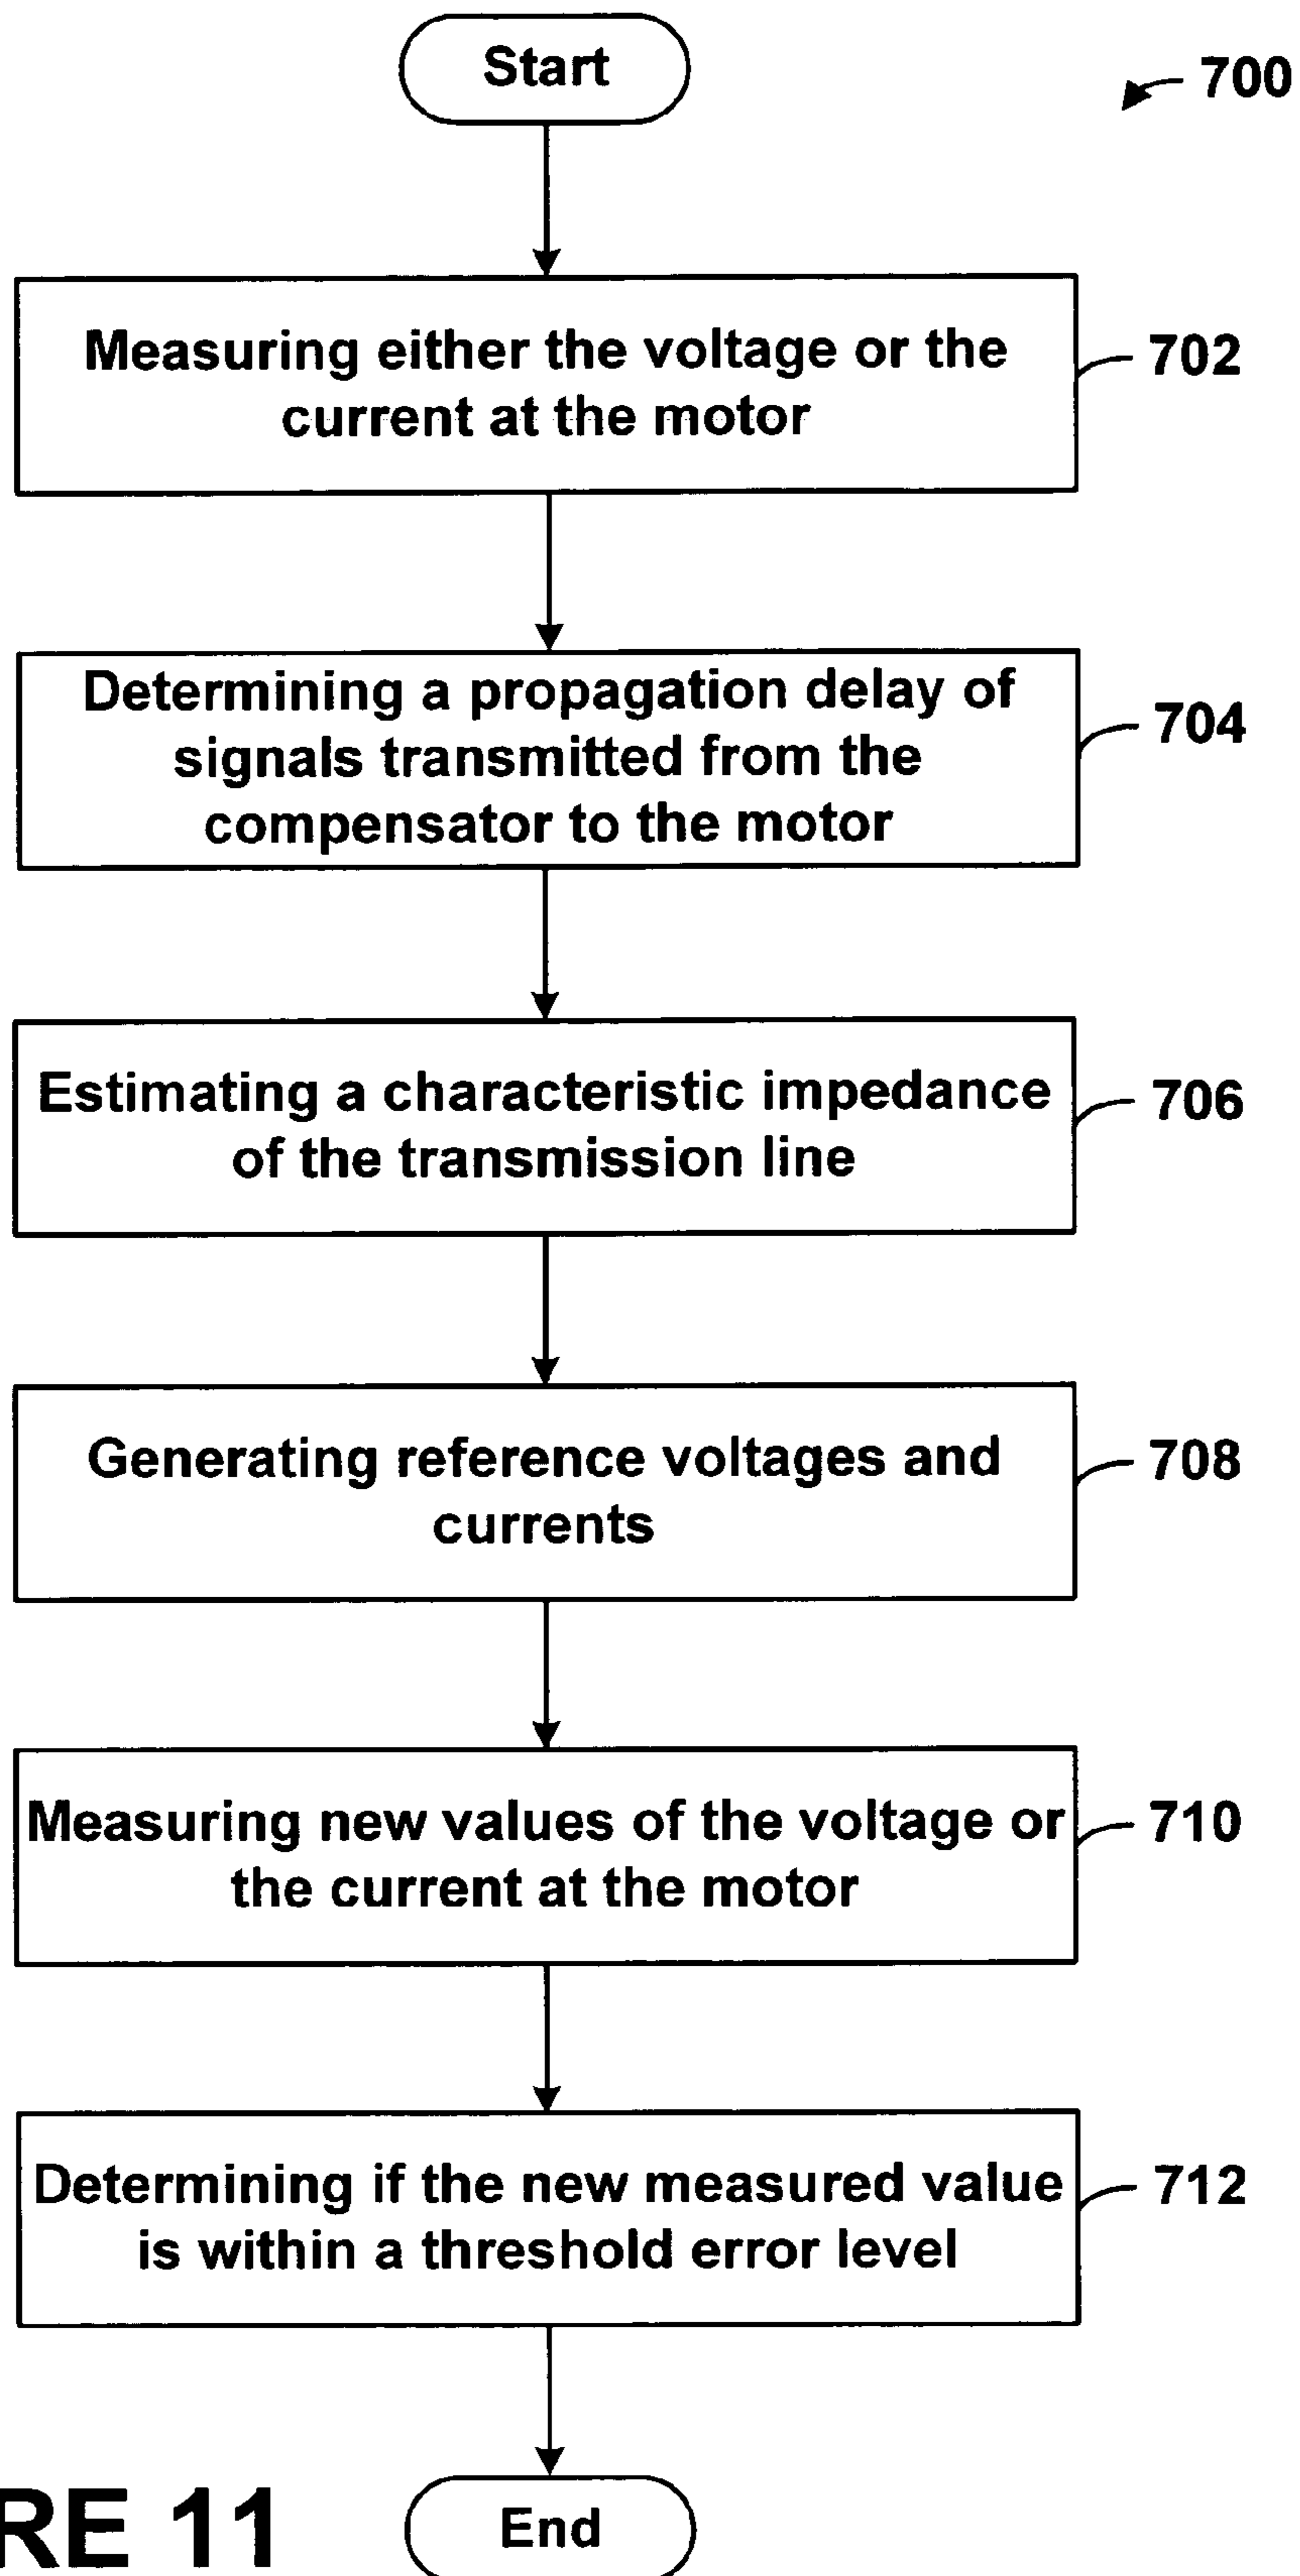 Start
700
Measuring either the voltage or the
current at the motor
702
Determining a propagation delay of
signals transmitted from the
compensator to the motor
704
Estimating a characteristic impedance
of the transmission line
706
Generating reference voltages and
currents
708
Measuring new values of the voltage or
the current at the motor
710
Determining if the new measured value
is within a threshold error level
712
End
RE 11